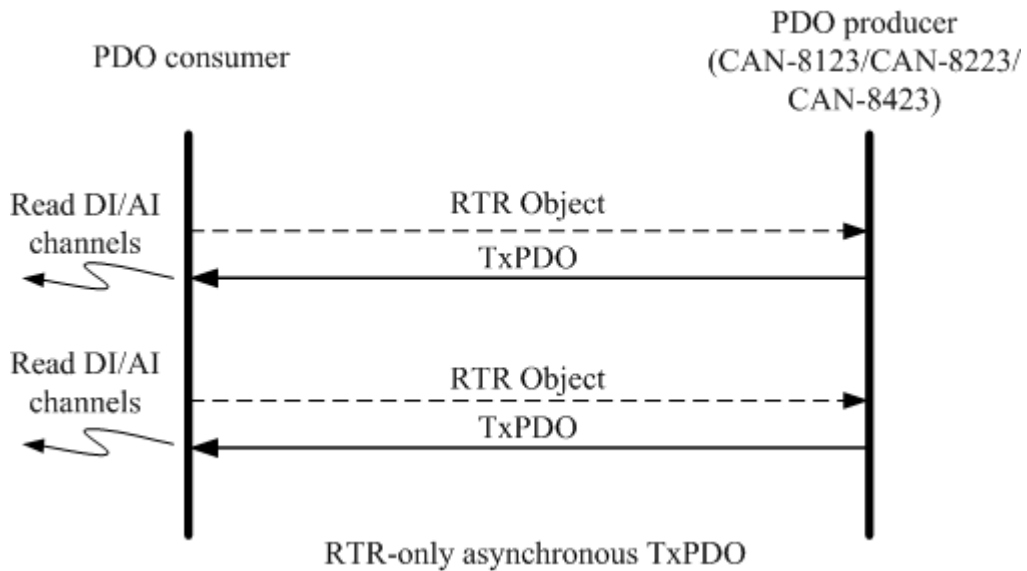 PDO consumer
PDO producer
(CAN-8123/CAN-8223/
CAN-8423)
Read DI/AI
channels
RTR Object
TxPDO
Read DI/AI
channels
RTR Object
TxPDO
RTR-only asynchronous TxPDO